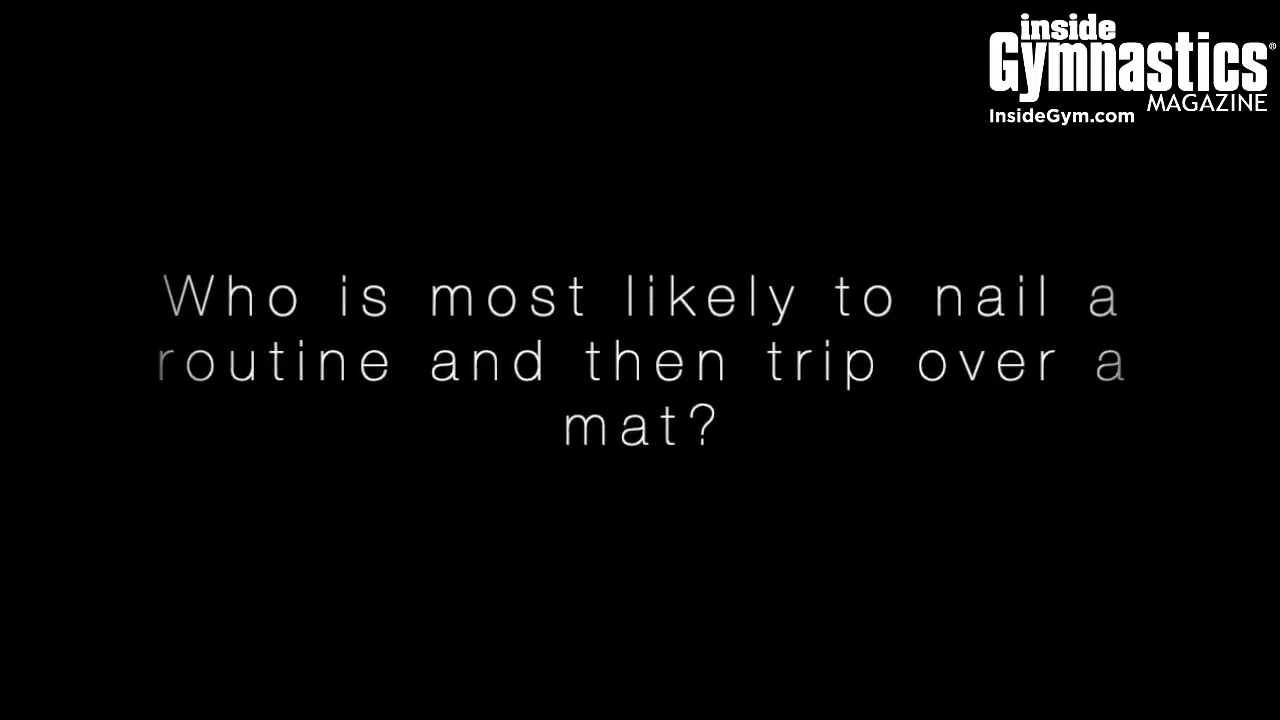 inside
Gymnastics®
MAGAZINE
InsideGym.com
Who is most likely to nail a
routine and then trip over a
mat?